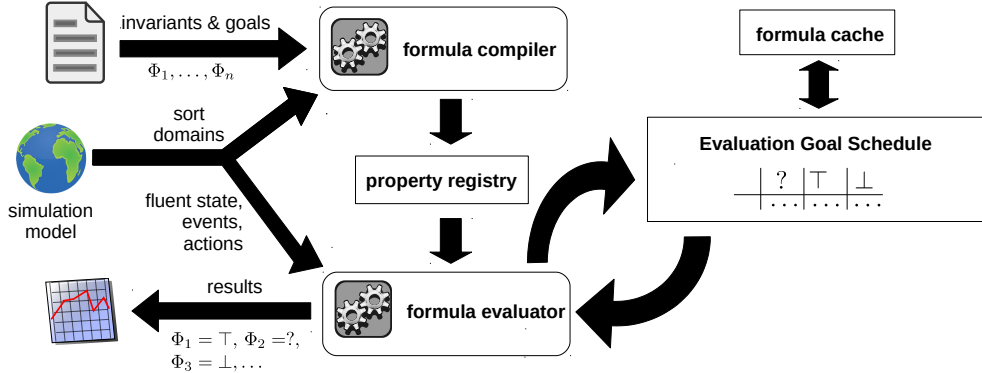 invariants & goals
Φ₁, . . . , Φₙ
formula compiler
formula cache
sort
domains
Evaluation Goal Schedule
? ⊤ ⊥
. . . . . . . . .
property registry
simulation
model
fluent state,
events,
actions
results
formula evaluator
Φ₁ = ⊤, Φ₂ =?,
Φ₃ = ⊥, . . .